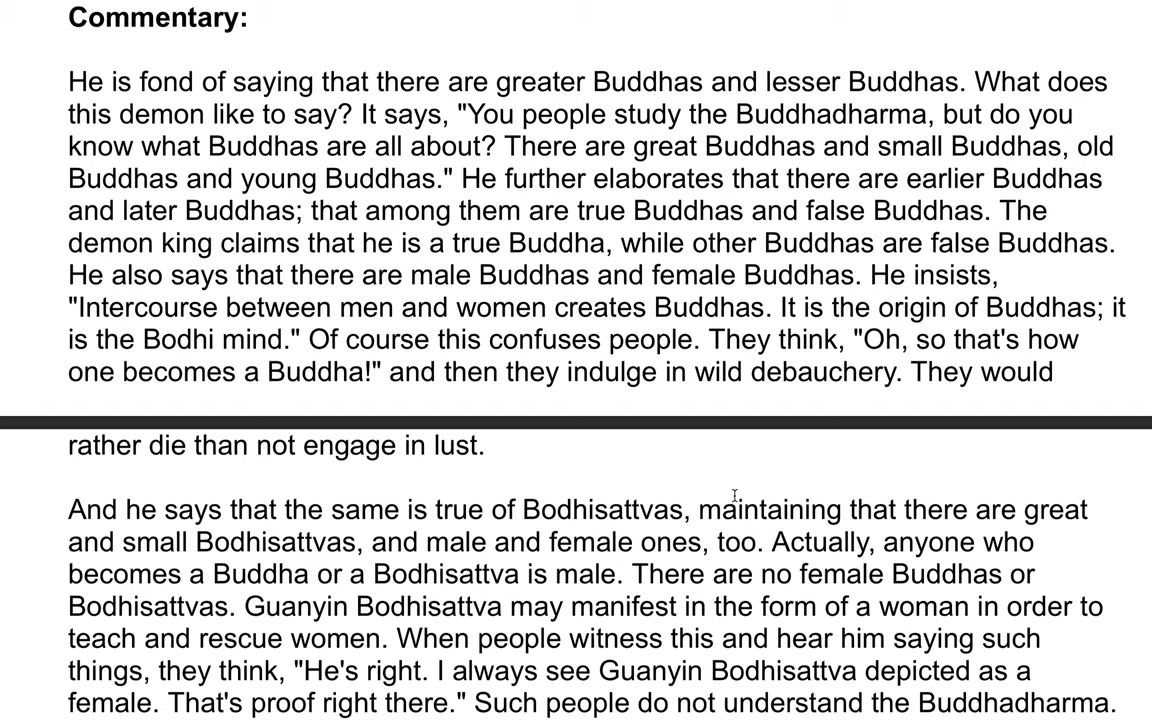 Commentary:
He is fond of saying that there are greater Buddhas and lesser Buddhas. What does
this demon like to say? It says, "You people study the Buddhadharma, but do you
know what Buddhas are all about? There are great Buddhas and small Buddhas, old
Buddhas and young Buddhas." He further elaborates that there are earlier Buddhas
and later Buddhas; that among them are true Buddhas and false Buddhas. The
demon king claims that he is a true Buddha, while other Buddhas are false Buddhas.
He also says that there are male Buddhas and female Buddhas. He insists,
"Intercourse between men and women creates Buddhas. It is the origin of Buddhas; it
is the Bodhi mind." Of course this confuses people. They think, "Oh, so that's how
one becomes a Buddha!" and then they indulge in wild debauchery. They would
rather die than not engage in lust.
And he says that the same is true of Bodhisattvas, maintaining that there are great
and small Bodhisattvas, and male and female ones, too. Actually, anyone who
becomes a Buddha or a Bodhisattva is male. There are no female Buddhas or
Bodhisattvas. Guanyin Bodhisattva may manifest in the form of a woman in order to
teach and rescue women. When people witness this and hear him saying such
things, they think, "He's right. I always see Guanyin Bodhisattva depicted as a
female. That's proof right there." Such people do not understand the Buddhadharma.